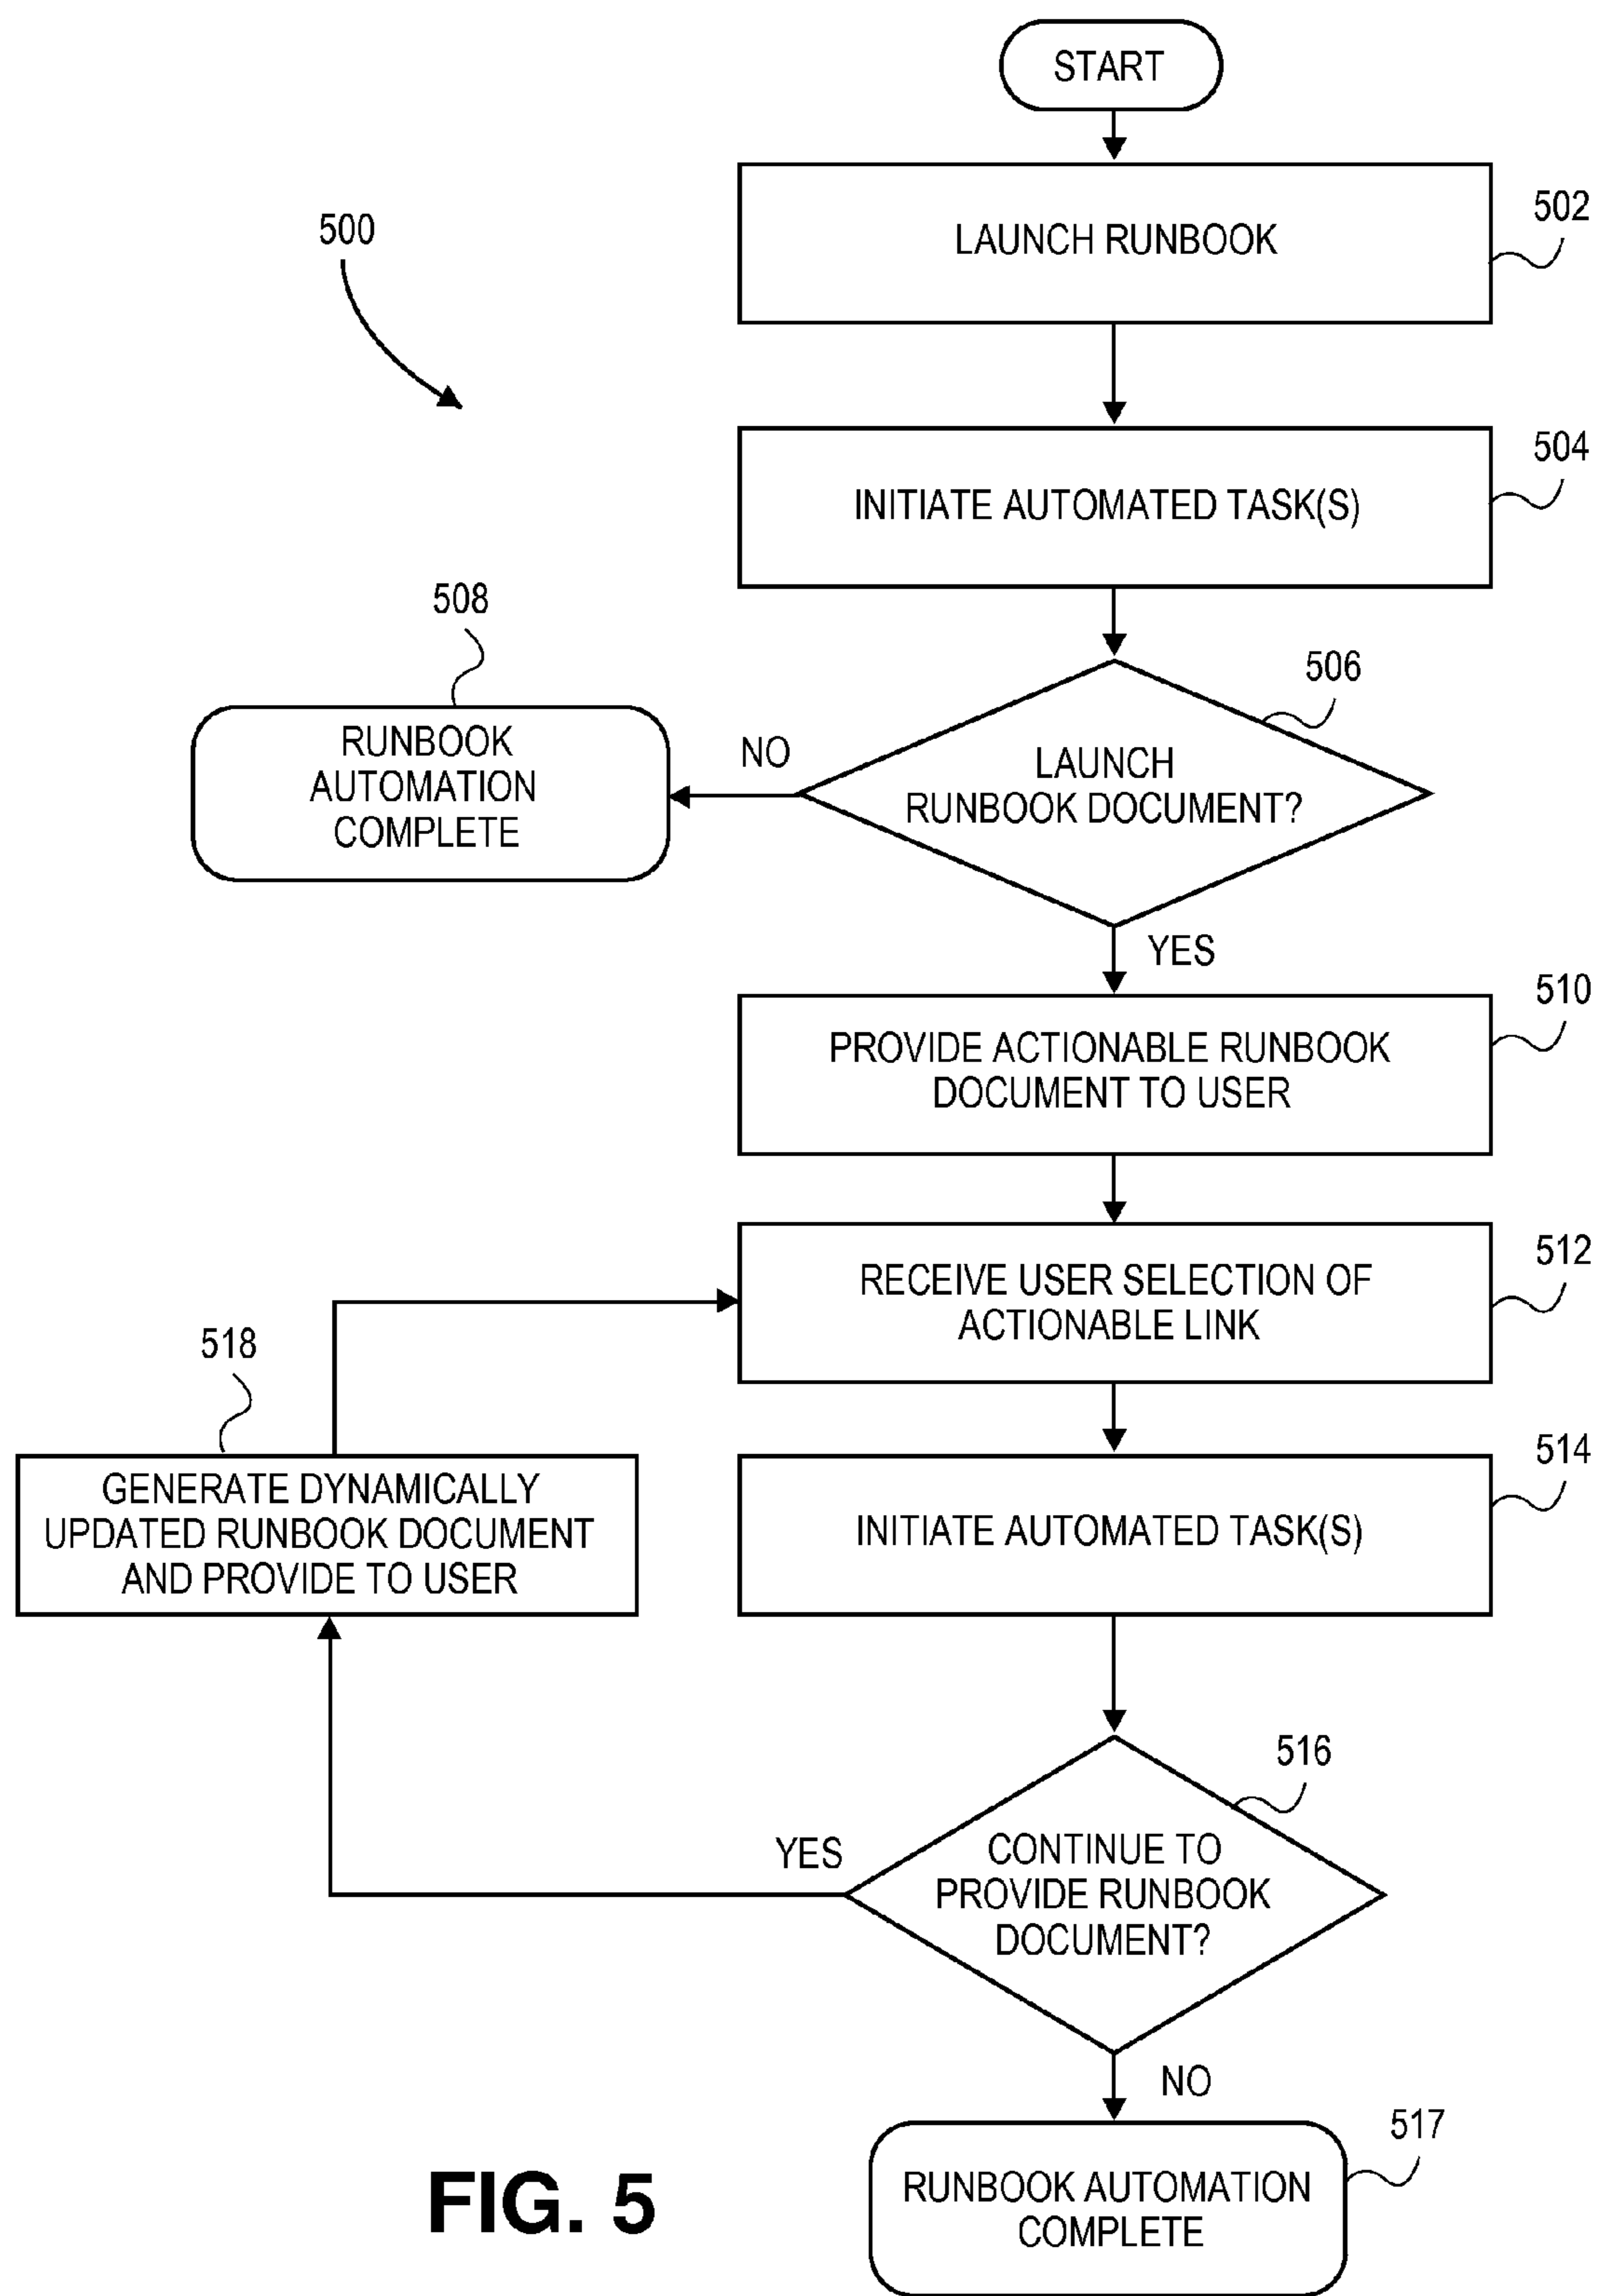 START
LAUNCH RUNBOOK
502
500
INITIATE AUTOMATED TASK(S)
504
508
RUNBOOK
AUTOMATION
COMPLETE
NO
506
LAUNCH
RUNBOOK DOCUMENT?
YES
510
PROVIDE ACTIONABLE RUNBOOK
DOCUMENT TO USER
512
RECEIVE USER SELECTION OF
ACTIONABLE LINK
518
GENERATE DYNAMICALLY
UPDATED RUNBOOK DOCUMENT
AND PROVIDE TO USER
514
INITIATE AUTOMATED TASK(S)
516
YES
CONTINUE TO
PROVIDE RUNBOOK
DOCUMENT?
NO
517
RUNBOOK AUTOMATION
COMPLETE
FIG. 5